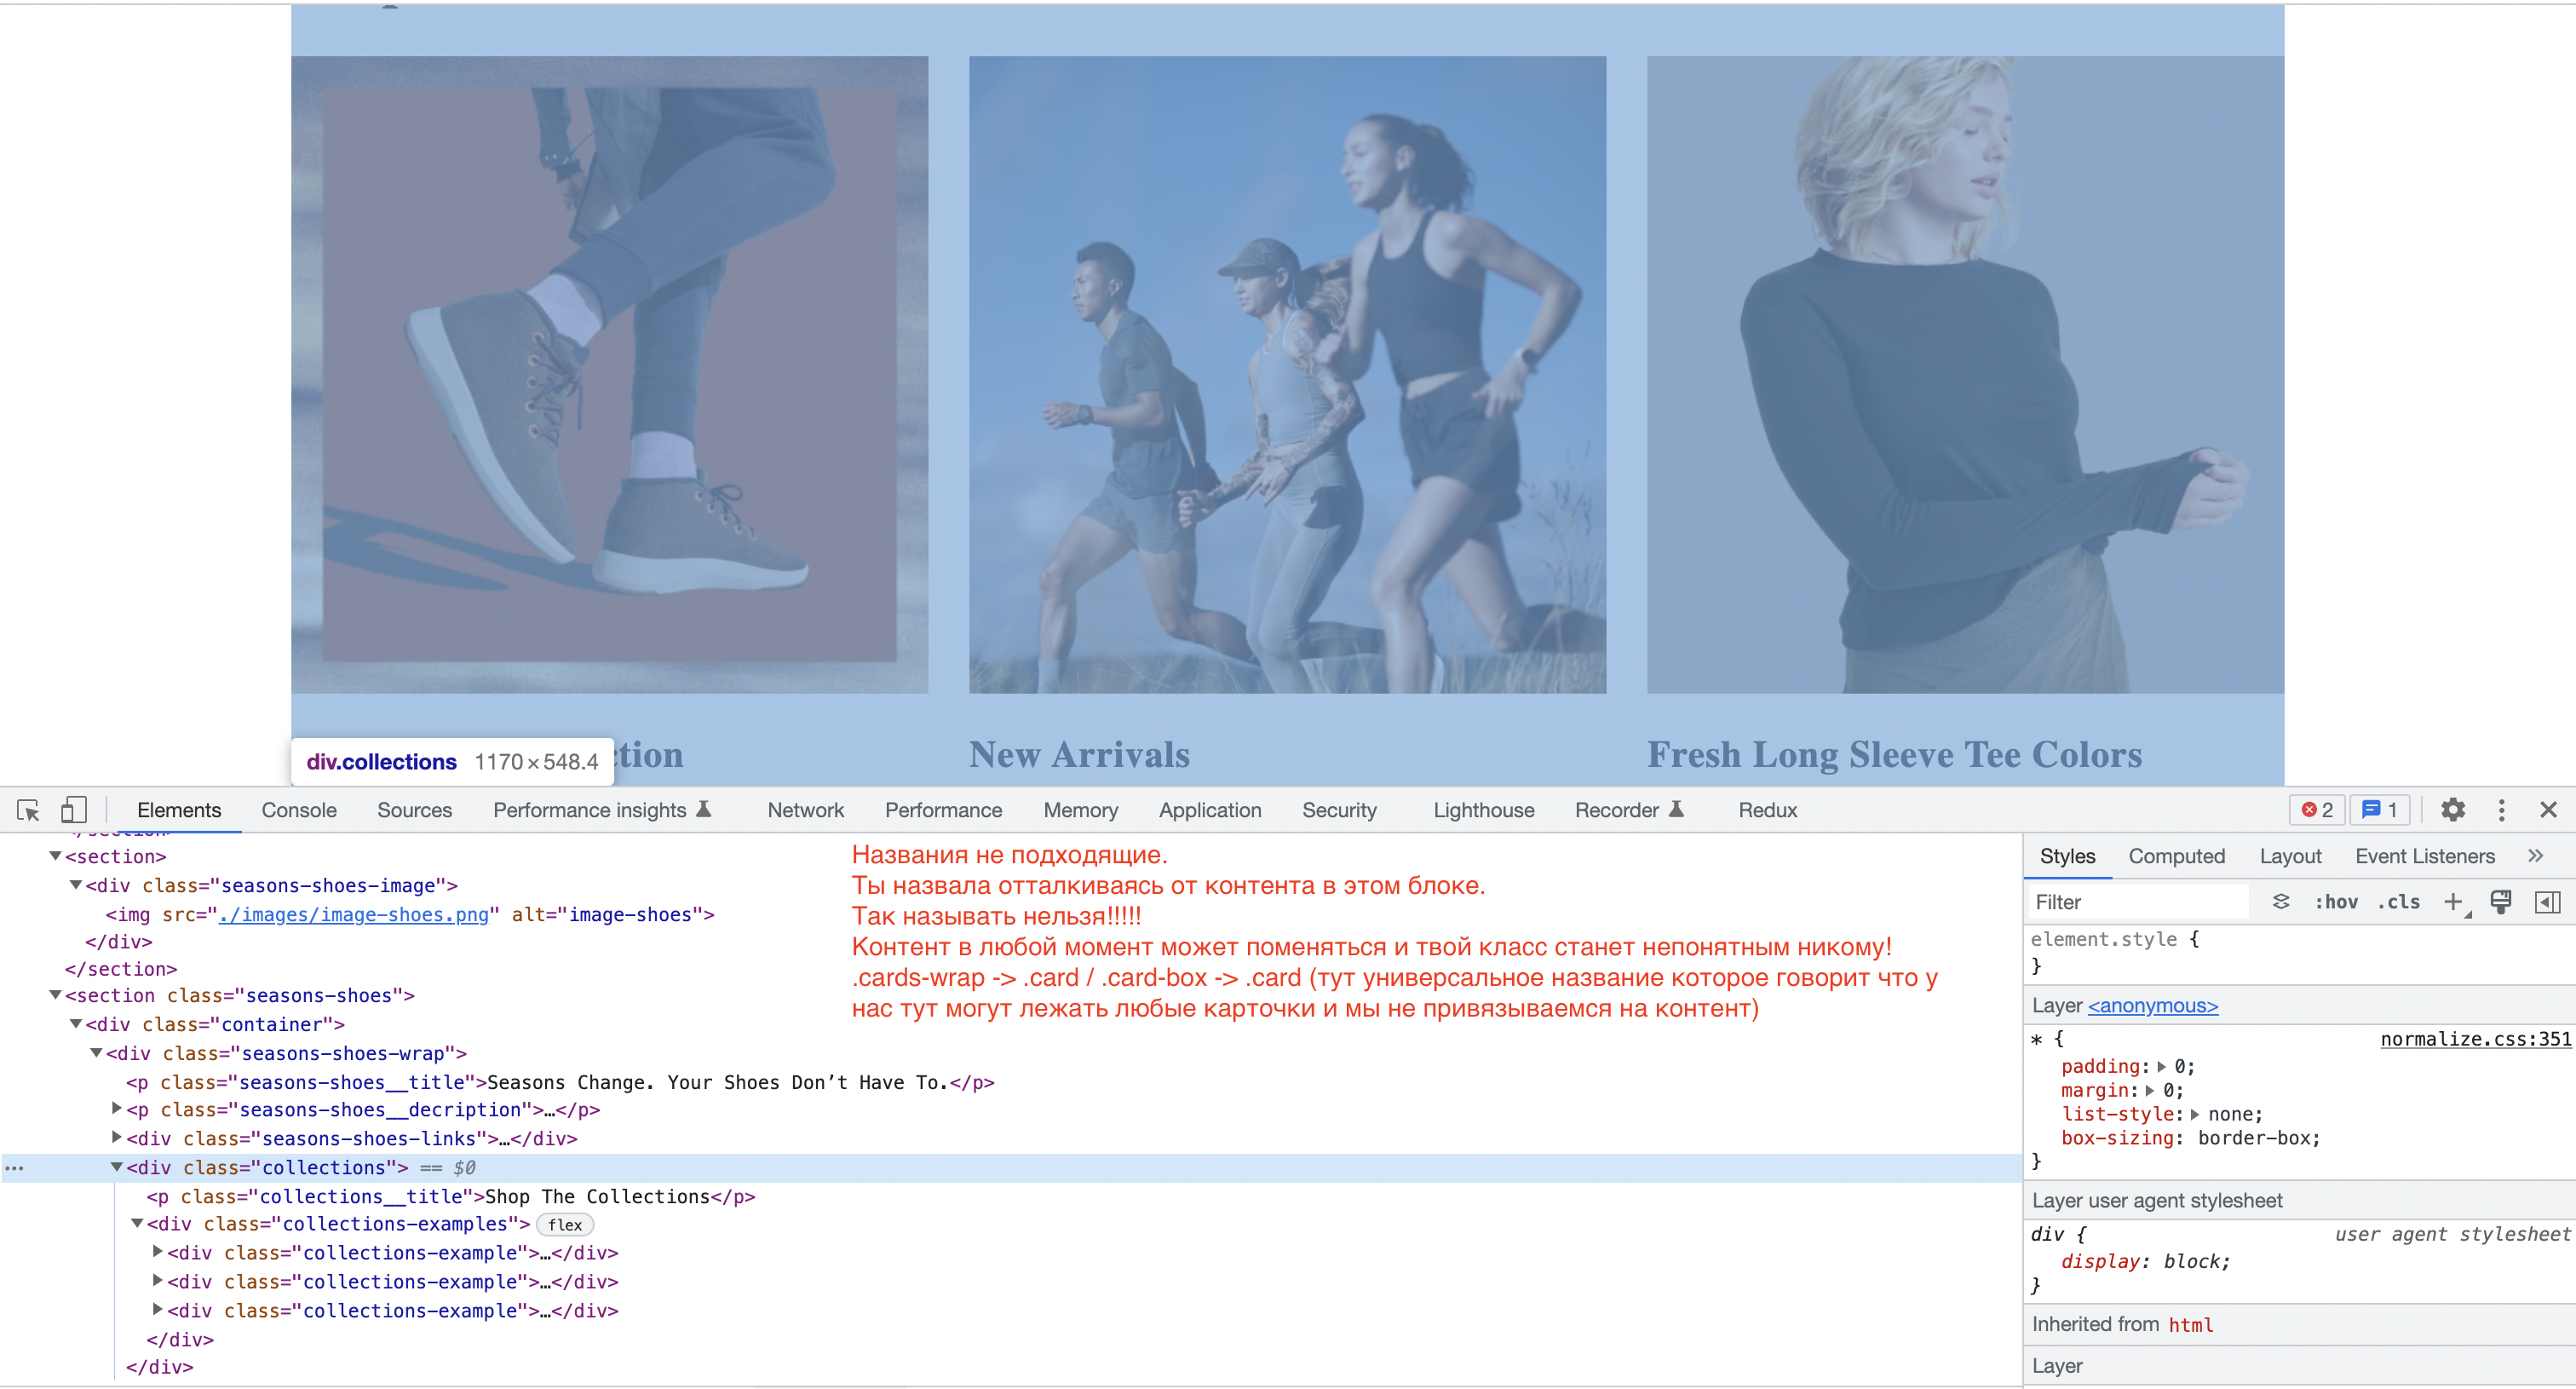 ction
New Arrivals
Fresh Long Sleeve Tee Colors
div.collections 1170×548.4
Elements Console Sources Performance insights Network Performance Memory Application Security Lighthouse Recorder Redux 2 1
<section>
<div class="seasons-shoes-image">
<img src="./images/image-shoes.png" alt="image-shoes">
</div>
</section>
<section class="seasons-shoes">
<div class="container">
<div class="seasons-shoes-wrap">
<p class="seasons-shoes__title">Seasons Change. Your Shoes Don’t Have To.</p>
<p class="seasons-shoes__decription">…</p>
<div class="seasons-shoes-links">…</div>
<div class="collections"> == $0
<p class="collections__title">Shop The Collections</p>
<div class="collections-examples"> flex
<div class="collections-example">…</div>
<div class="collections-example">…</div>
<div class="collections-example">…</div>
</div>
</div>
Названия не подходящие.
Ты назвала отталкиваясь от контента в этом блоке.
Так называть нельзя!!!!!
Контент в любой момент может поменяться и твой класс станет непонятным никому!
.cards-wrap -> .card / .card-box -> .card (тут универсальное название которое говорит что у
нас тут могут лежать любые карточки и мы не привязываемся на контент)
Styles Computed Layout Event Listeners »
Filter :hov .cls +
element.style {
}
Layer <anonymous>
* { normalize.css:351
padding: 0;
margin: 0;
list-style: none;
box-sizing: border-box;
}
Layer user agent stylesheet
div { user agent stylesheet
display: block;
}
Inherited from html
Layer